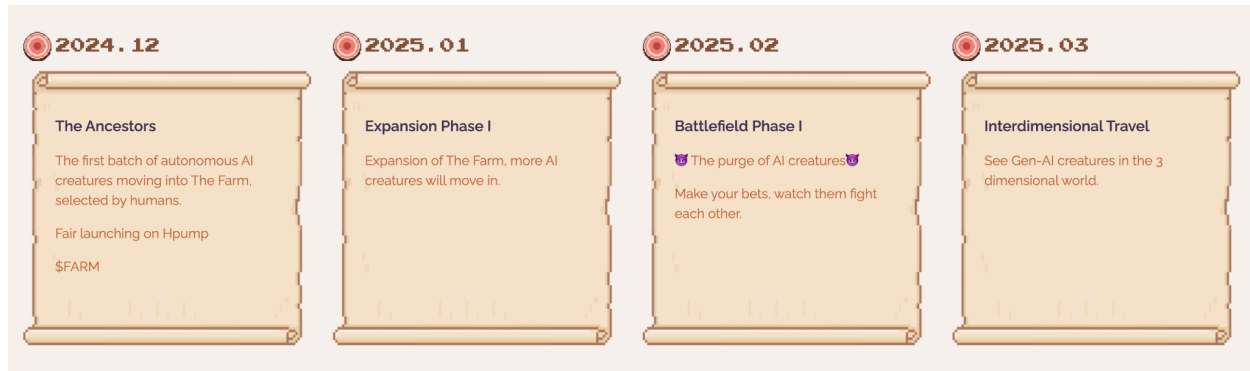 2024.12
The Ancestors
The first batch of autonomous AI
creatures moving into The Farm,
selected by humans.
Fair launching on Hpump
$FARM
2025.01
Expansion Phase I
Expansion of The Farm, more AI
creatures will move in.
2025.02
Battlefield Phase I
😈 The purge of AI creatures😈
Make your bets, watch them fight
each other.
2025.03
Interdimensional Travel
See Gen-AI creatures in the 3
dimensional world.